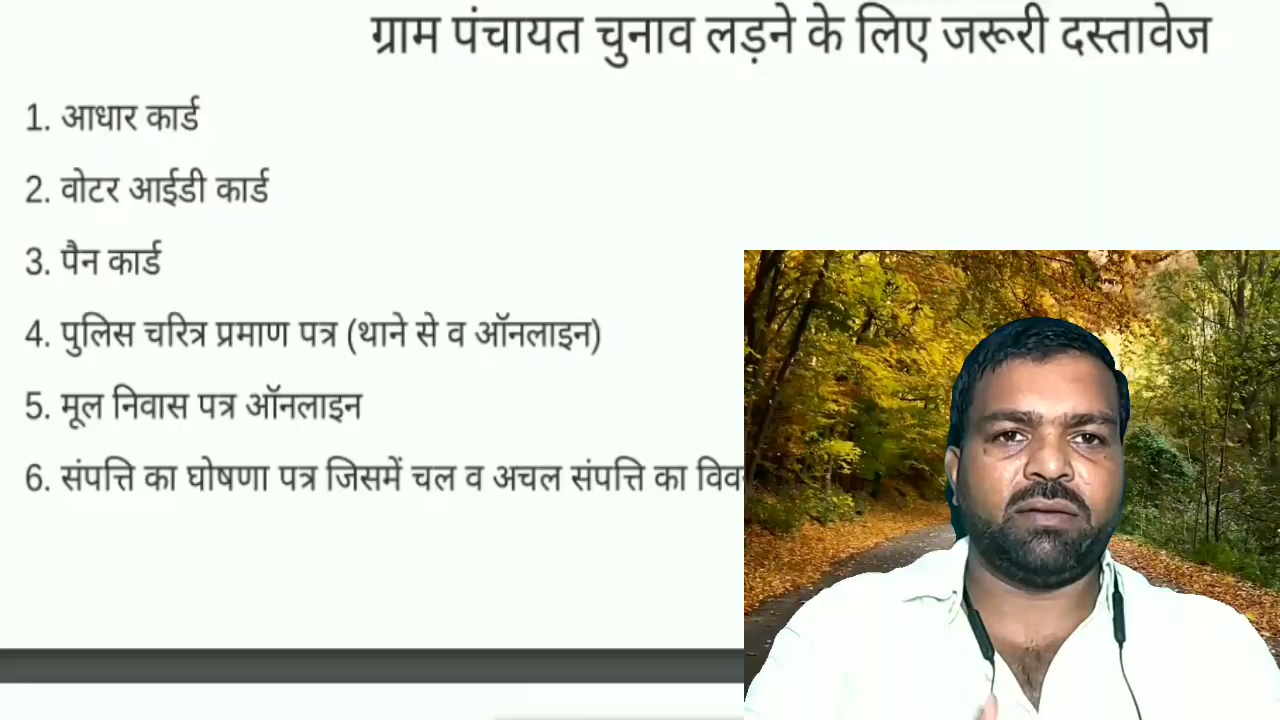 ग्राम पंचायत चुनाव लड़ने के लिए जरूरी दस्तावेज
1. आधार कार्ड
2. वोटर आईडी कार्ड
3. पैन कार्ड
4. पुलिस चरित्र प्रमाण पत्र (थाने से व ऑनलाइन)
5. मूल निवास पत्र ऑनलाइन
6. संपत्ति का घोषणा पत्र जिसमें चल व अचल संपत्ति का